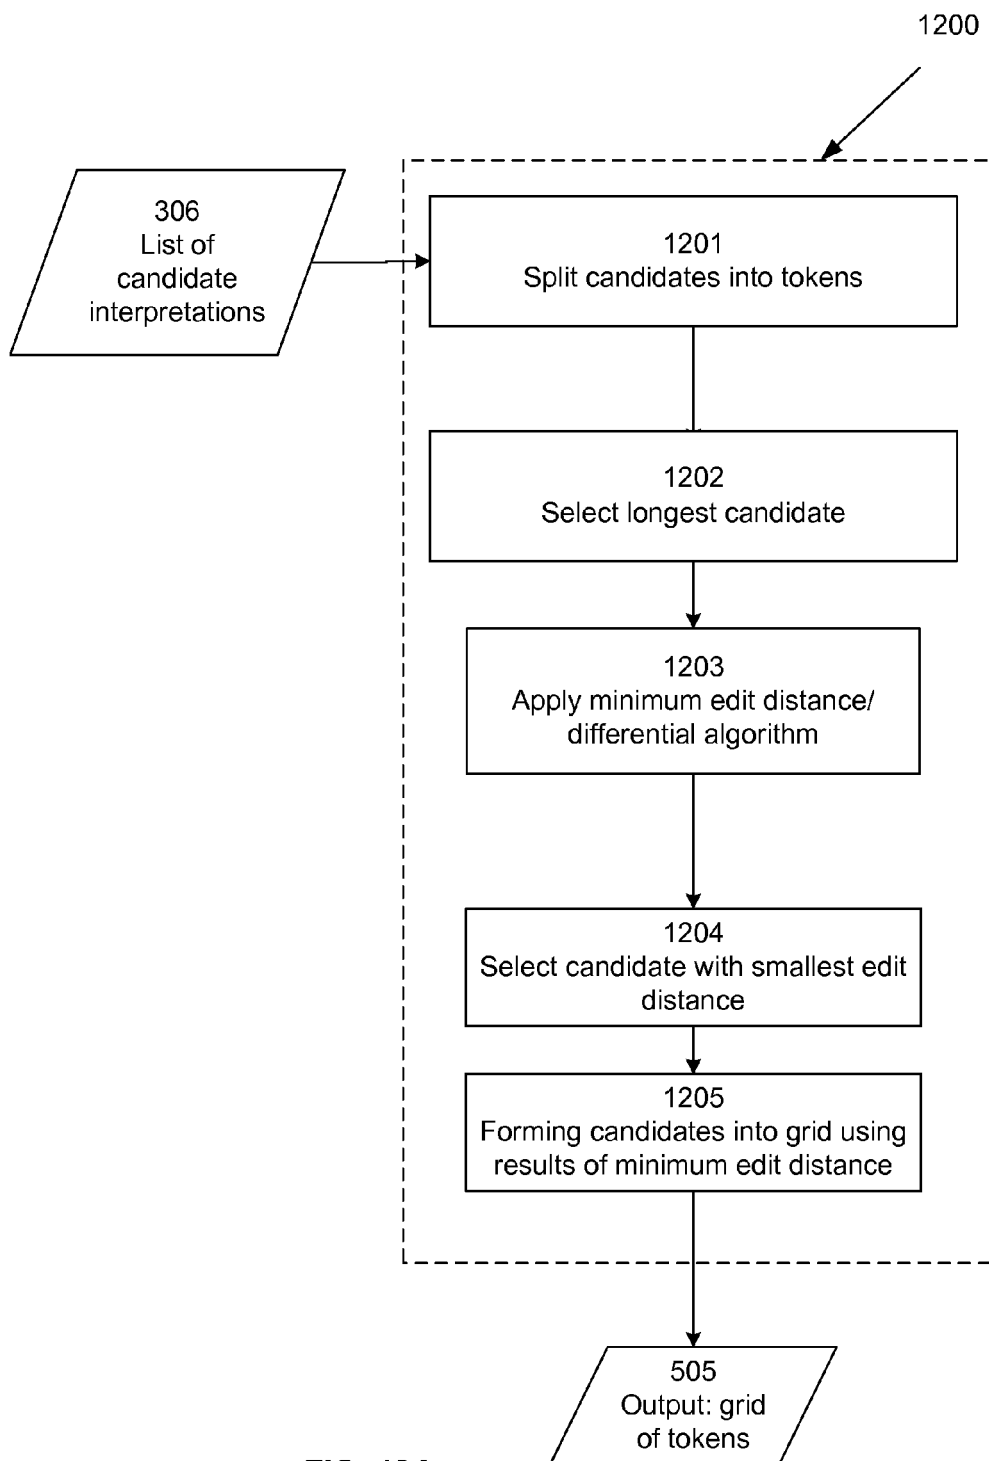 1200
306
List of
candidate
interpretations
1201
Split candidates into tokens
1202
Select longest candidate
1203
Apply minimum edit distance/
differential algorithm
1204
Select candidate with smallest edit
distance
1205
Forming candidates into grid using
results of minimum edit distance
505
Output: grid
of tokens